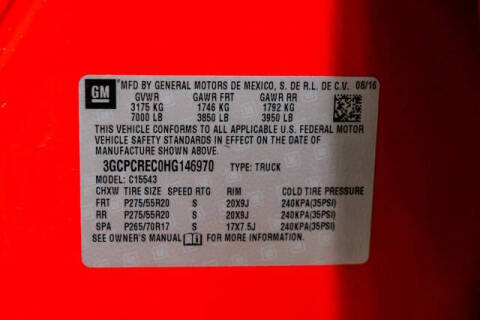 GM MFD BY GENERAL MOTORS DE MEXICO, S. DE R.L. DE C.V. 08/16
GVWR GAWR FRT GAWR RR
3175 KG 1746 KG 1792 KG
7000 LB 3850 LB 3950 LB
THIS VEHICLE CONFORMS TO ALL APPLICABLE U.S. FEDERAL MOTOR
VEHICLE SAFETY STANDARDS IN EFFECT ON THE DATE OF
MANUFACTURE SHOWN ABOVE.
3GCPCREC0HG146970 TYPE: TRUCK
MODEL: C15543
CHXW TIRE SIZE SPEED RTG RIM COLD TIRE PRESSURE
FRT P275/55R20 S 20X9J 240KPA(35PSI)
RR P275/55R20 S 20X9J 240KPA(35PSI)
SPA P265/70R17 S 17X7.5J 240KPA(35PSI)
SEE OWNER'S MANUAL FOR MORE INFORMATION.